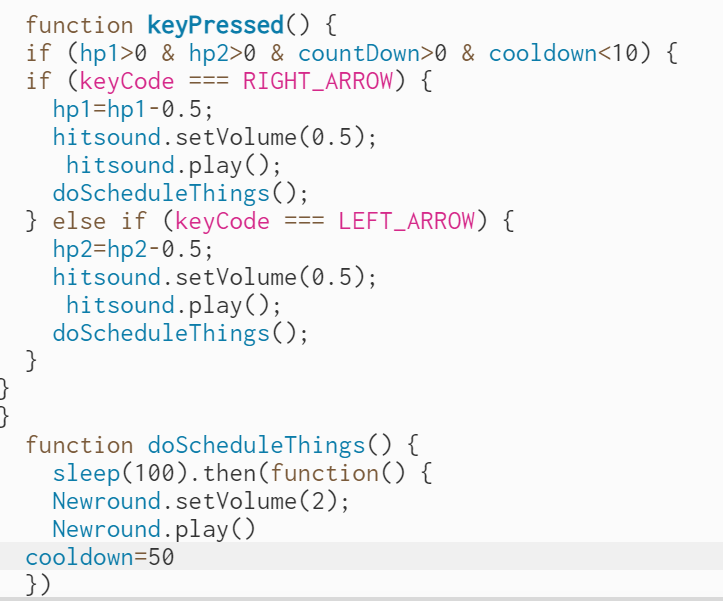 function keyPressed() {
if (hp1>0 & hp2>0 & countDown>0 & cooldown<10) {
if (keyCode === RIGHT_ARROW) {
hp1=hp1-0.5;
hitsound.setVolume(0.5);
hitsound.play();
doScheduleThings();
} else if (keyCode === LEFT_ARROW) {
hp2=hp2-0.5;
hitsound.setVolume(0.5);
hitsound.play();
doScheduleThings();
}
}
}
function doScheduleThings() {
sleep(100).then(function() {
Newround.setVolume(2);
Newround.play()
cooldown=50
})